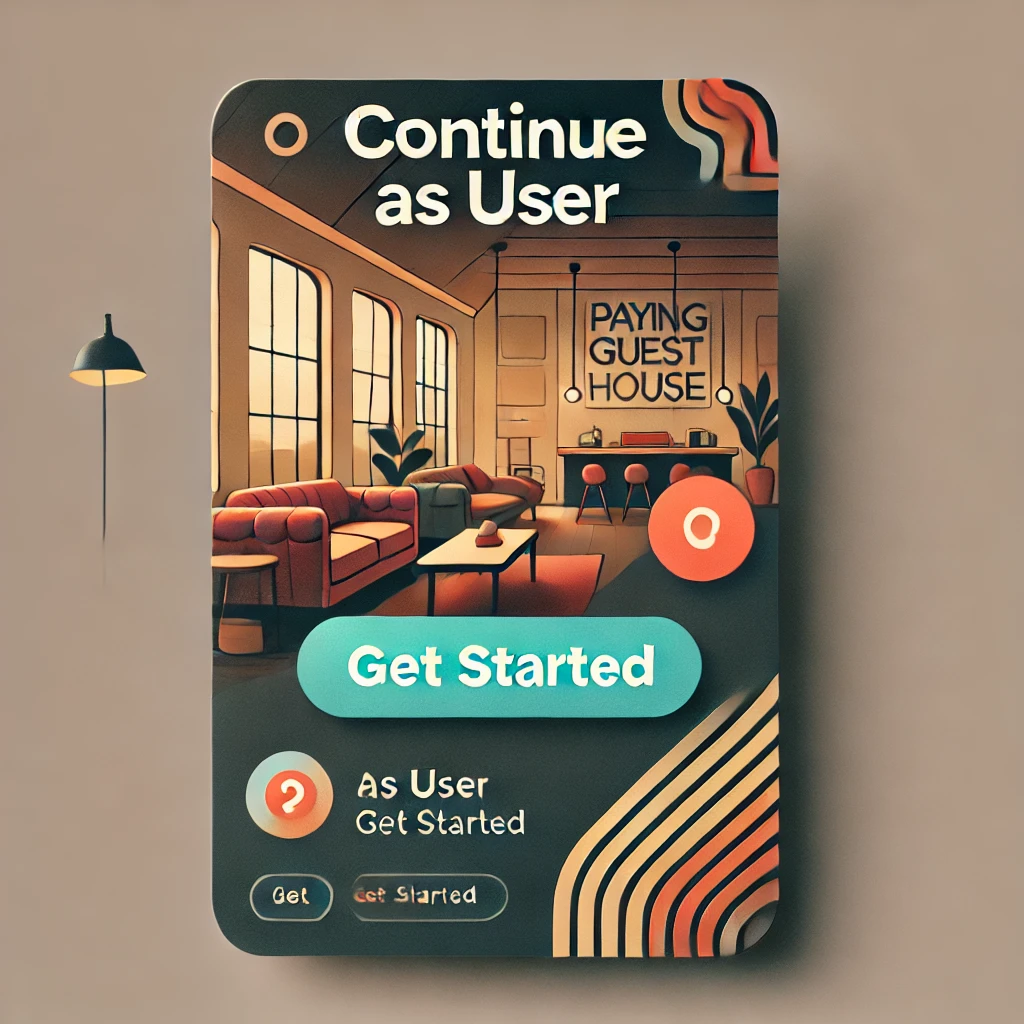 Continue
as User
PAYING
GUEST
HOUSE
Get Started
As User
Get Started
Get
Get Started